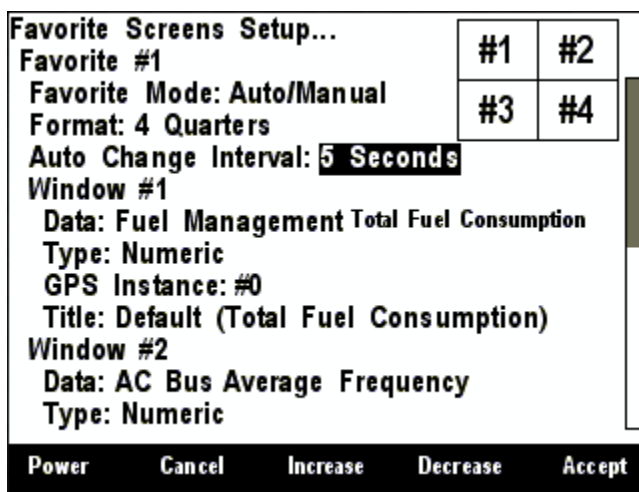 Favorite Screens Setup...
Favorite #1
Favorite Mode: Auto/Manual
Format: 4 Quarters
Auto Change Interval: 5 Seconds
Window #1
Data: Fuel Management Total Fuel Consumption
Type: Numeric
GPS Instance: #0
Title: Default (Total Fuel Consumption)
Window #2
Data: AC Bus Average Frequency
Type: Numeric
#1 #2
#3 #4
Power Cancel Increase Decrease Accept